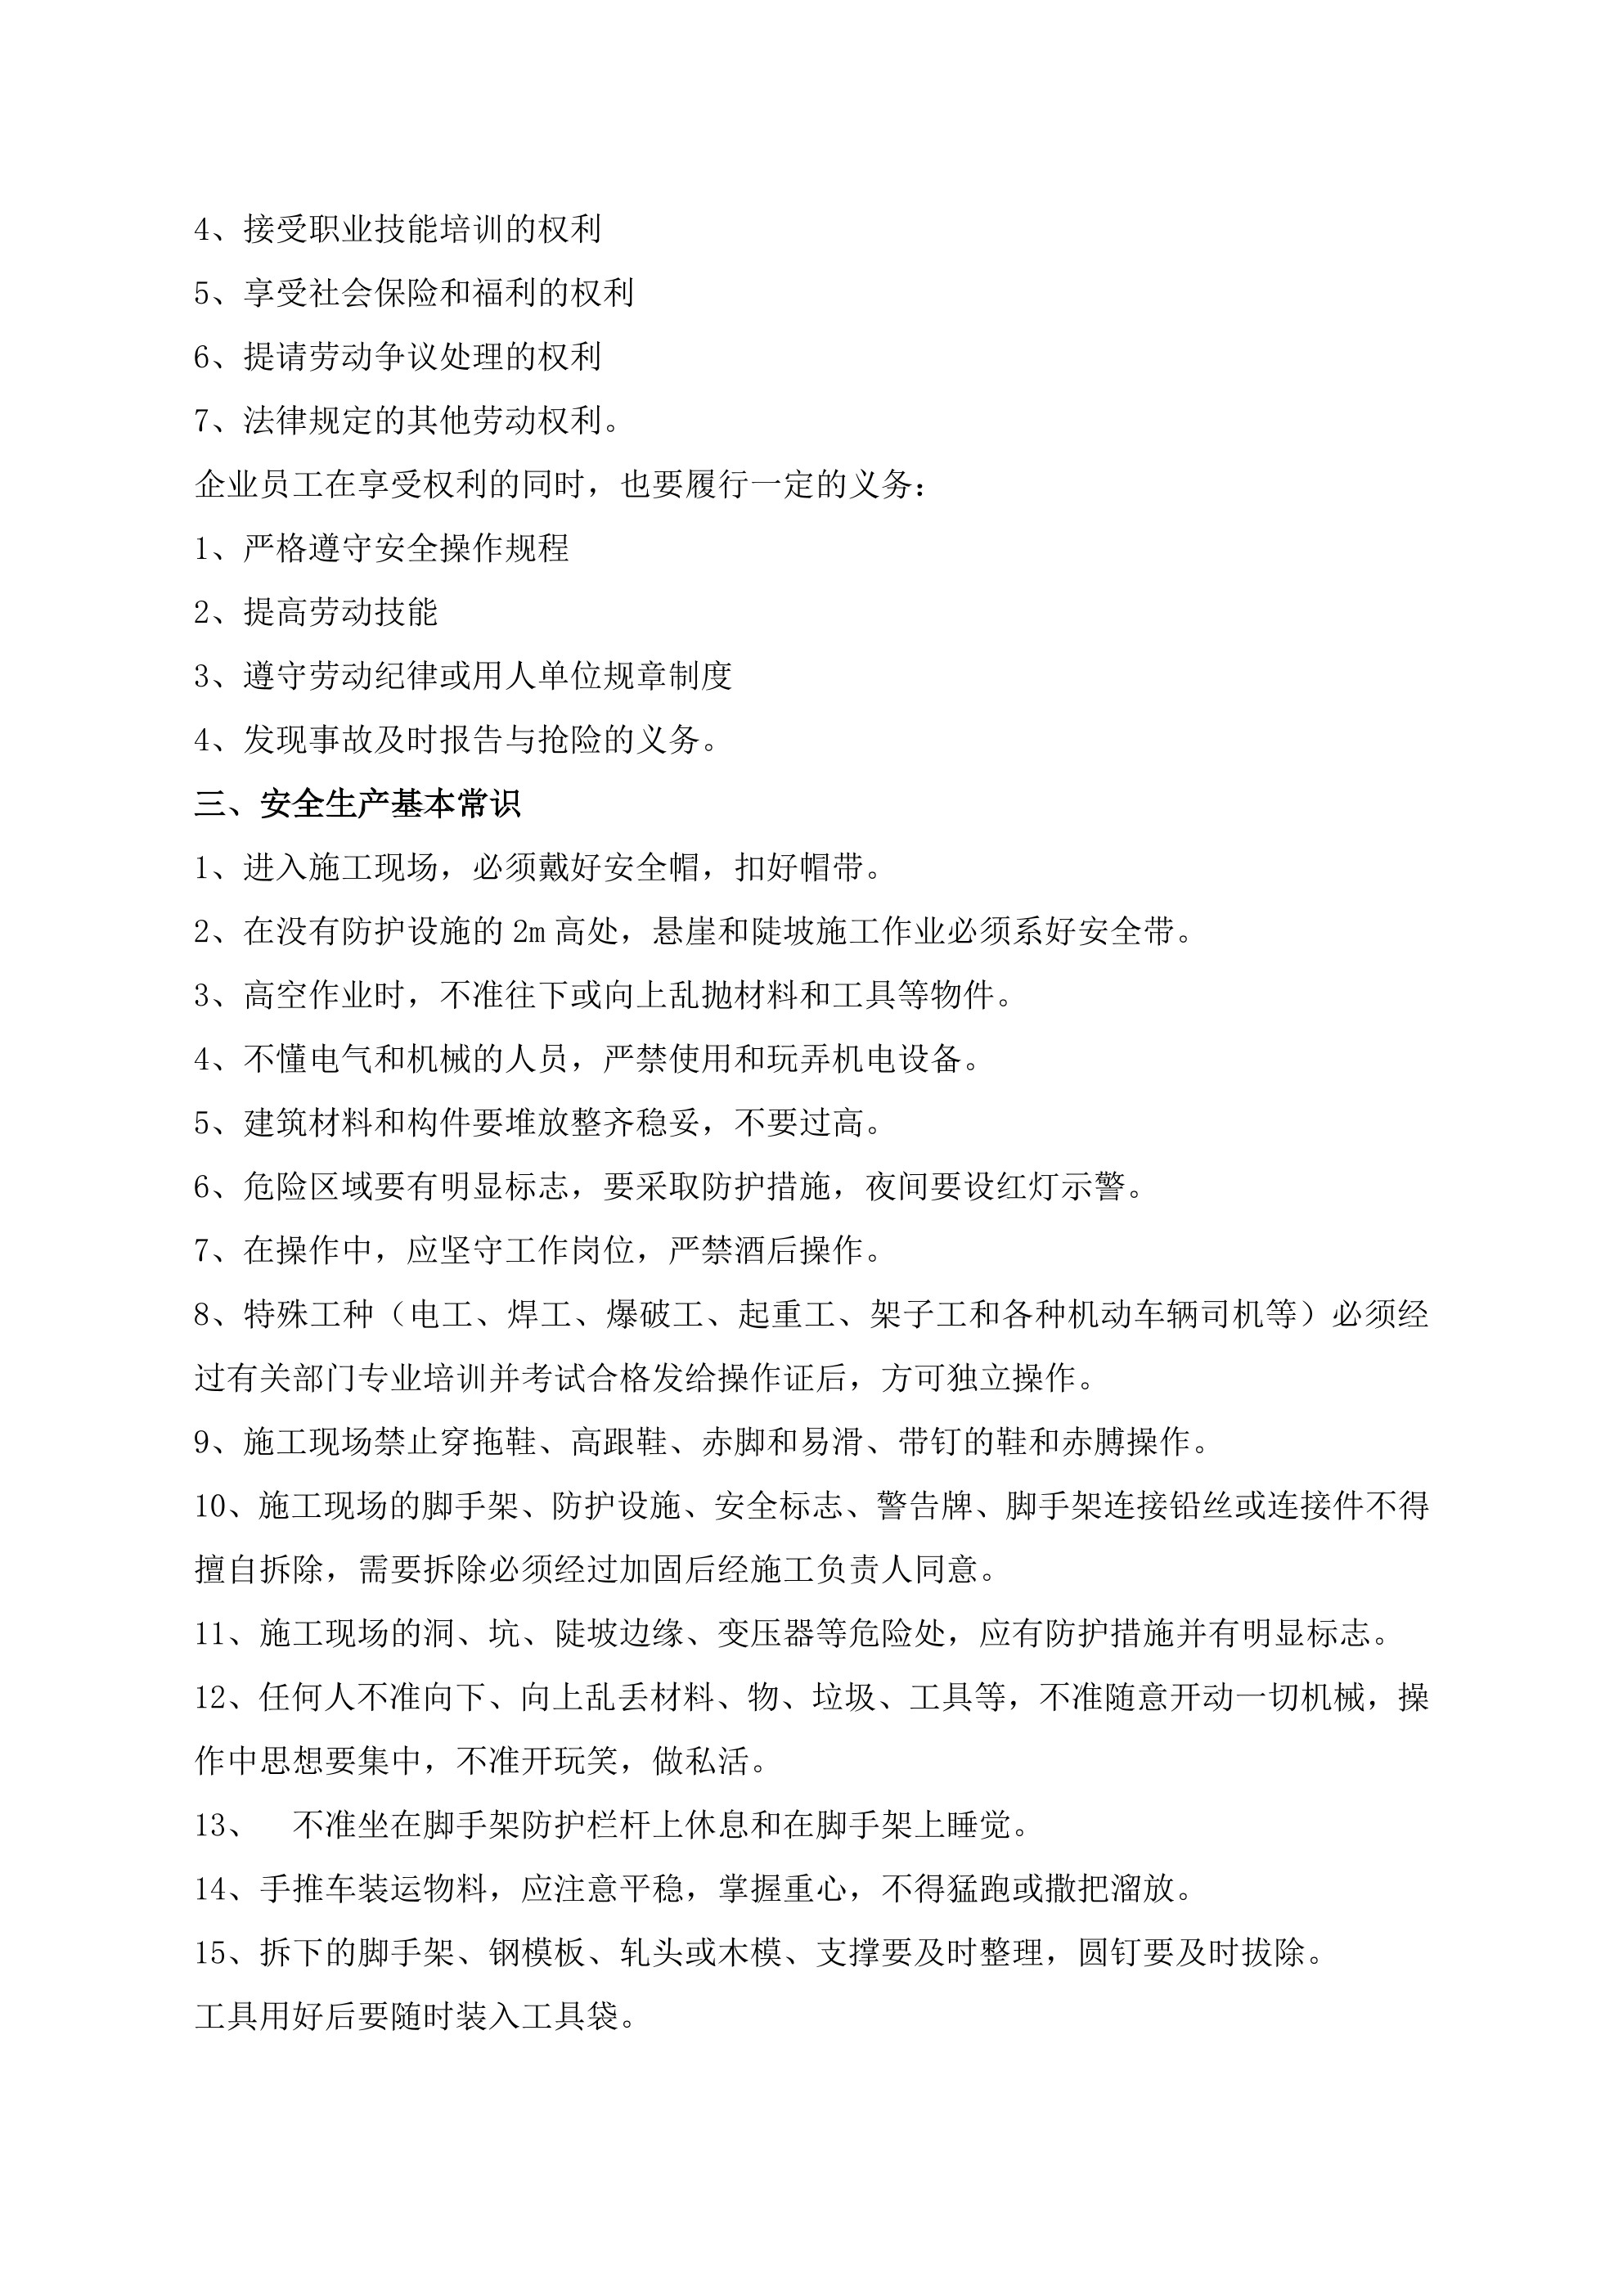 4、接受职业技能培训的权利
5、享受社会保险和福利的权利
6、提请劳动争议处理的权利
7、法律规定的其他劳动权利。
企业员工在享受权利的同时，也要履行一定的义务：
1、严格遵守安全操作规程
2、提高劳动技能
3、遵守劳动纪律或用人单位规章制度
4、发现事故及时报告与抢险的义务。
三、安全生产基本常识
1、进入施工现场，必须戴好安全帽，扣好帽带。
2、在没有防护设施的 2m 高处，悬崖和陡坡施工作业必须系好安全带。
3、高空作业时，不准往下或向上乱抛材料和工具等物件。
4、不懂电气和机械的人员，严禁使用和玩弄机电设备。
5、建筑材料和构件要堆放整齐稳妥，不要过高。
6、危险区域要有明显标志，要采取防护措施，夜间要设红灯示警。
7、在操作中，应坚守工作岗位，严禁酒后操作。
8、特殊工种（电工、焊工、爆破工、起重工、架子工和各种机动车辆司机等）必须经
过有关部门专业培训并考试合格发给操作证后，方可独立操作。
9、施工现场禁止穿拖鞋、高跟鞋、赤脚和易滑、带钉的鞋和赤膊操作。
10、施工现场的脚手架、防护设施、安全标志、警告牌、脚手架连接铅丝或连接件不得
擅自拆除，需要拆除必须经过加固后经施工负责人同意。
11、施工现场的洞、坑、陡坡边缘、变压器等危险处，应有防护措施并有明显标志。
12、任何人不准向下、向上乱丢材料、物、垃圾、工具等，不准随意开动一切机械，操
作中思想要集中，不准开玩笑，做私活。
13、　不准坐在脚手架防护栏杆上休息和在脚手架上睡觉。
14、手推车装运物料，应注意平稳，掌握重心，不得猛跑或撒把溜放。
15、拆下的脚手架、钢模板、轧头或木模、支撑要及时整理，圆钉要及时拔除。
工具用好后要随时装入工具袋。